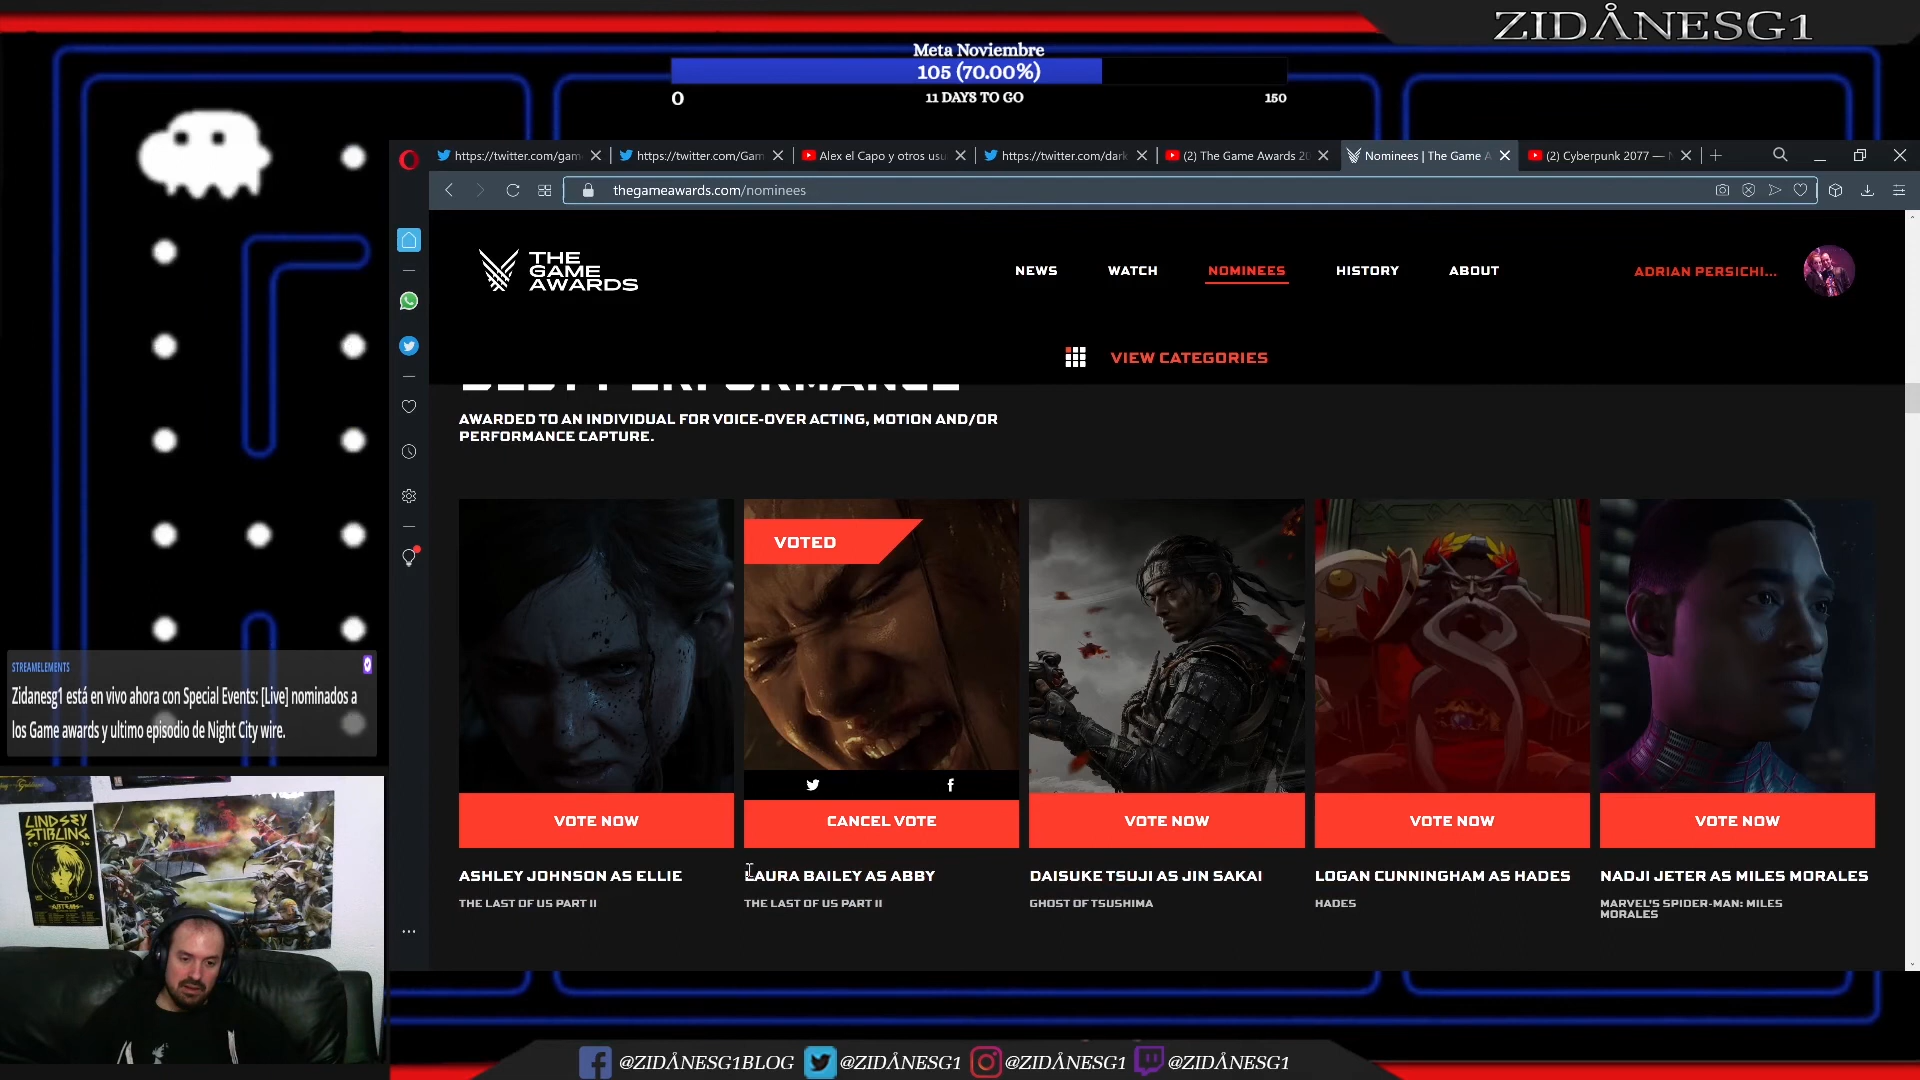 ZIDÅNESG1
Meta Noviembre
105 (70.00%)
0
11 DAYS TO GO
150
https://twitter.com/gam
https://twitter.com/Gam
Alex el Capo y otros usu
https://twitter.com/dark
(2) The Game Awards 20
Nominees | The Game A
(2) Cyberpunk 2077 —
thegameawards.com/nominees
THE
GAME
AWARDS
NEWS
WATCH
NOMINEES
HISTORY
ABOUT
ADRIAN PERSICHI...
VIEW CATEGORIES
BEST PERFORMANCE
AWARDED TO AN INDIVIDUAL FOR VOICE-OVER ACTING, MOTION AND/OR
PERFORMANCE CAPTURE.
VOTED
VOTE NOW
CANCEL VOTE
VOTE NOW
VOTE NOW
VOTE NOW
ASHLEY JOHNSON AS ELLIE
THE LAST OF US PART II
LAURA BAILEY AS ABBY
THE LAST OF US PART II
DAISUKE TSUJI AS JIN SAKAI
GHOST OF TSUSHIMA
LOGAN CUNNINGHAM AS HADES
HADES
NADJI JETER AS MILES MORALES
MARVEL'S SPIDER-MAN: MILES
MORALES
STREAMELEMENTS
Zidanesg1 está en vivo ahora con Special Events: [Live] nominados a
los Game awards y ultimo episodio de Night City wire.
LINDSEY
STIRLING
@ZIDÅNESG1BLOG
@ZIDÅNESG1
@ZIDÅNESG1
@ZIDÅNESG1